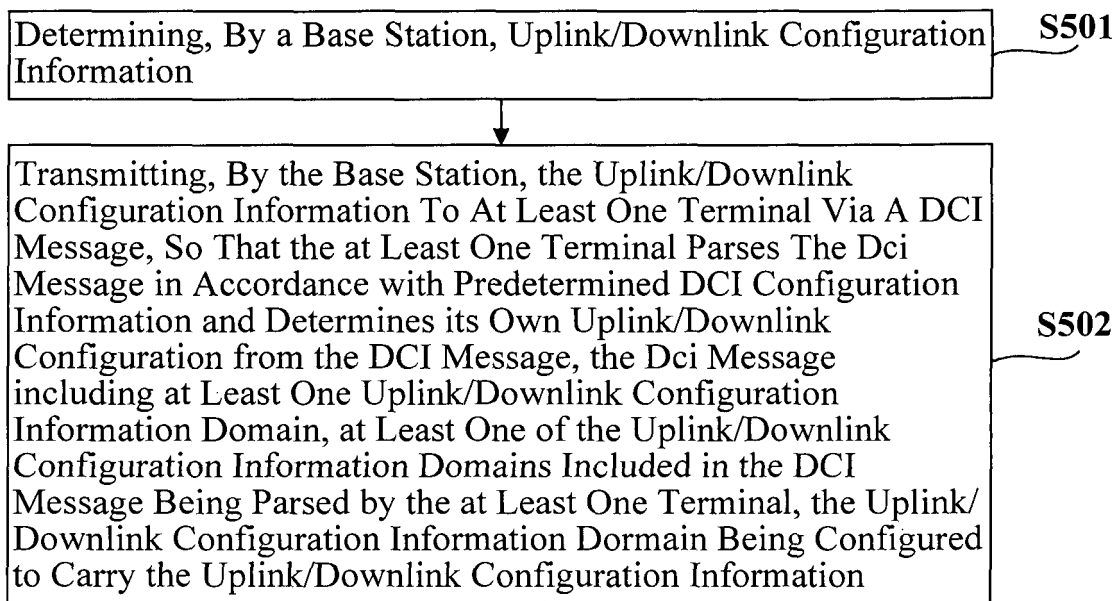 Determining, By a Base Station, Uplink/Downlink Configuration
Information
S501
Transmitting, By the Base Station, the Uplink/Downlink
Configuration Information To At Least One Terminal Via A DCI
Message, So That the at Least One Terminal Parses The Dci
Message in Accordance with Predetermined DCI Configuration
Information and Determines its Own Uplink/Downlink
Configuration from the DCI Message, the Dci Message
including at Least One Uplink/Downlink Configuration
Information Domain, at Least One of the Uplink/Downlink
Configuration Information Domains Included in the DCI
Message Being Parsed by the at Least One Terminal, the Uplink/
Downlink Configuration Information Dormain Being Configured
to Carry the Uplink/Downlink Configuration Information
S502